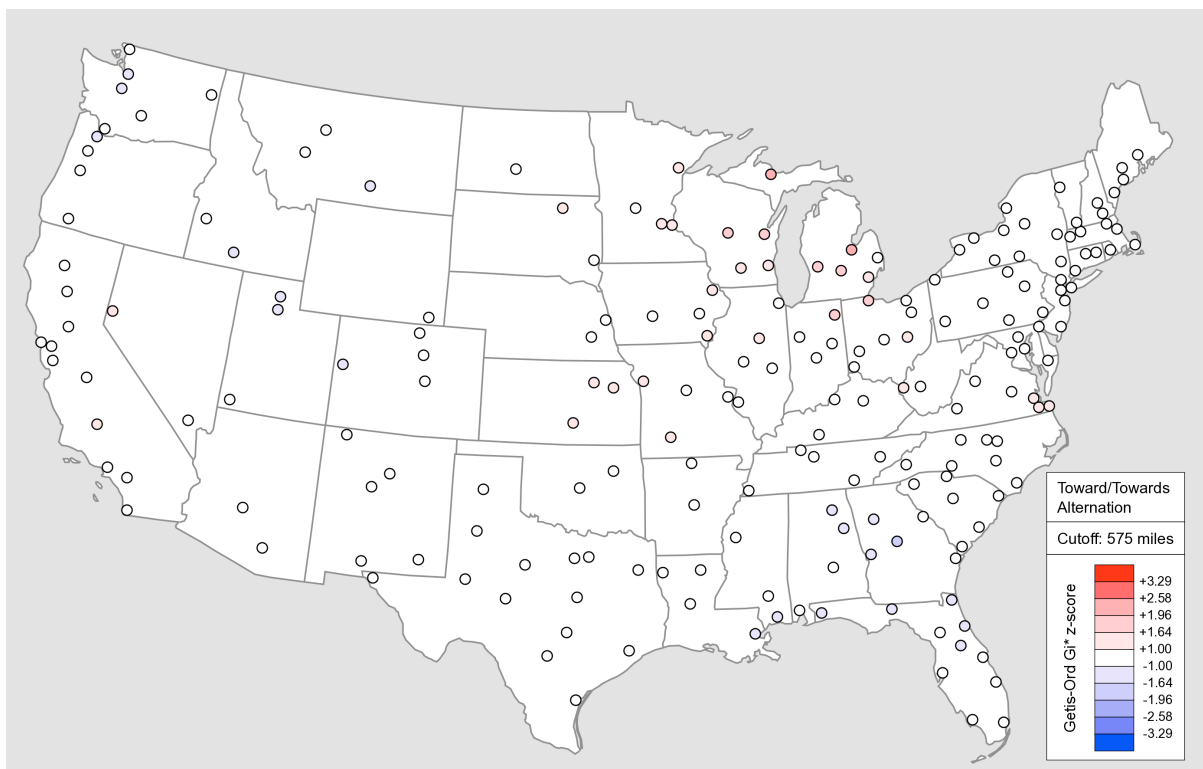 Toward/Towards
Alternation
Cutoff: 575 miles
Getis-Ord Gi* z-score
+3.29
+2.58
+1.96
+1.64
+1.00
-1.00
-1.64
-1.96
-2.58
-3.29